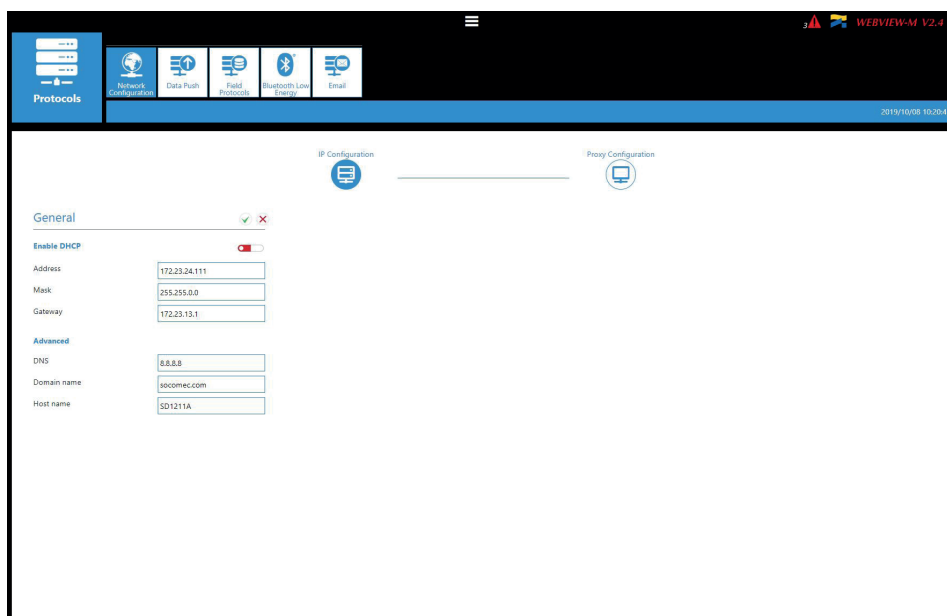 3
WEBVIEW-M V2.4
Protocols
Network Configuration
Data Push
Field Protocols
Bluetooth Low Energy
Email
2019/10/08 10:20:4
IP Configuration
Proxy Configuration
General
Enable DHCP
Address 172.23.24.111
Mask 255.255.0.0
Gateway 172.23.13.1
Advanced
DNS 8.8.8.8
Domain name socomec.com
Host name SD1211A